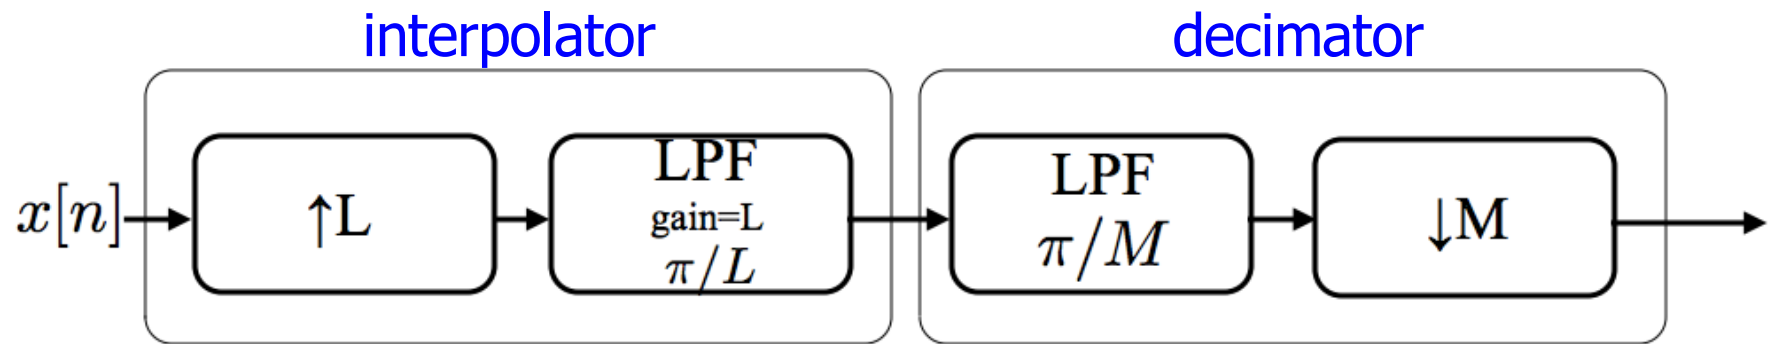 interpolator
decimator
x[n]
↑L
LPF
gain=L
π/L
LPF
π/M
↓M